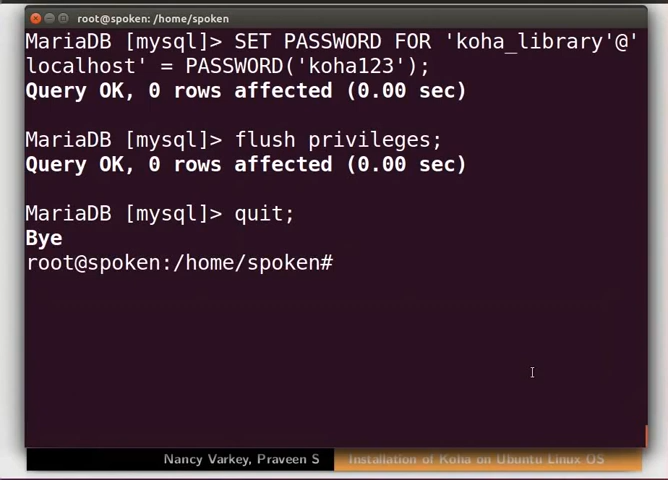 root@spoken: /home/spoken
MariaDB [mysql]> SET PASSWORD FOR 'koha_library'@'
localhost' = PASSWORD('koha123');
Query OK, 0 rows affected (0.00 sec)
MariaDB [mysql]> flush privileges;
Query OK, 0 rows affected (0.00 sec)
MariaDB [mysql]> quit;
Bye
root@spoken:/home/spoken#
Nancy Varkey, Praveen S
Installation of Koha on Ubuntu Linux OS